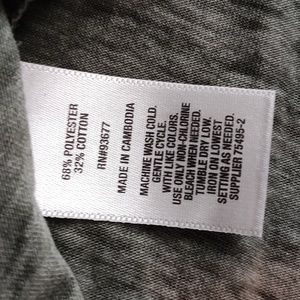 68% POLYESTER
32% COTTON
RN#93677
MADE IN CAMBODIA
MACHINE WASH COLD.
GENTLE CYCLE.
WITH LIKE COLORS.
USE ONLY NON-CHLORINE
BLEACH WHEN NEEDED.
TUMBLE DRY LOW.
IRON ON LOWEST
SETTING AS NEEDED.
SUPPLIER 75495-2